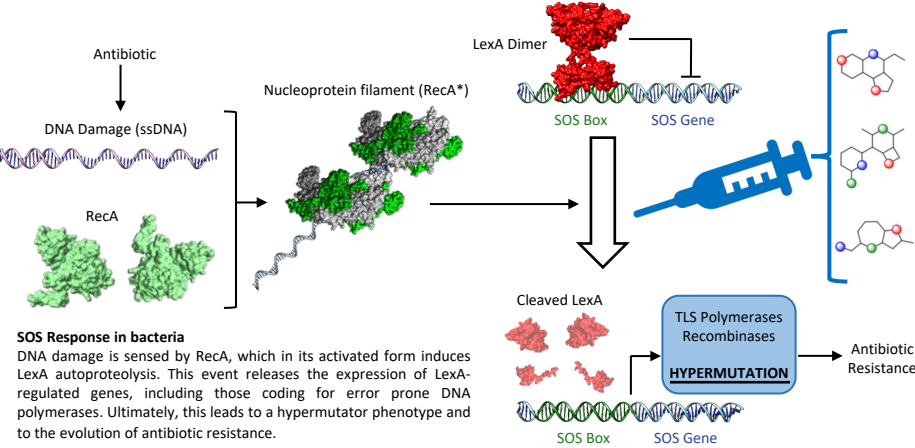 Antibiotic
DNA Damage (ssDNA)
RecA
Nucleoprotein filament (RecA*)
LexA Dimer
SOS Box
SOS Gene
Cleaved LexA
SOS Box
SOS Gene
TLS Polymerases
Recombinases
HYPERMUTATION
Antibiotic
Resistance
SOS Response in bacteria
DNA damage is sensed by RecA, which in its activated form induces
LexA autoproteolysis. This event releases the expression of LexA-
regulated genes, including those coding for error prone DNA
polymerases. Ultimately, this leads to a hypermutator phenotype and
to the evolution of antibiotic resistance.